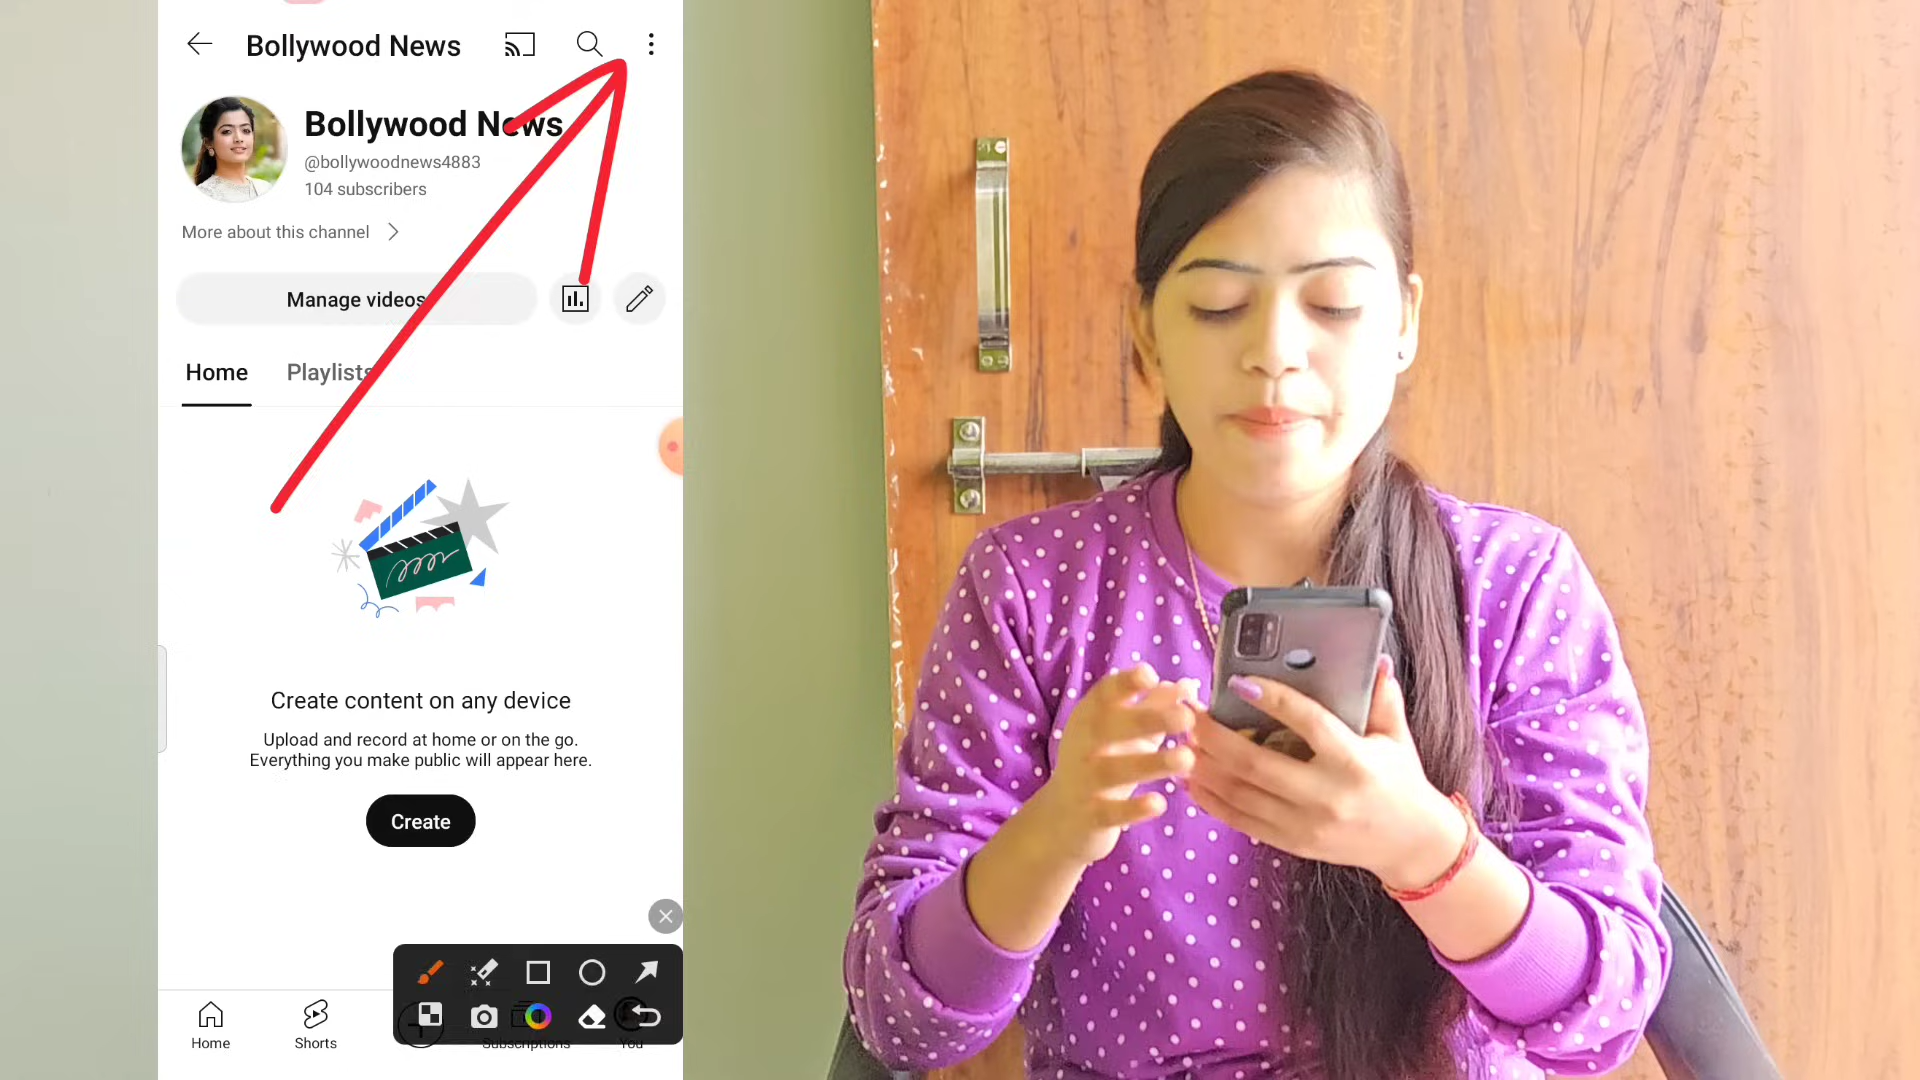 Bollywood News
Bollywood News
@bollywoodnews4883
104 subscribers
More about this channel
Manage videos
Home
Playlists
Create content on any device
Upload and record at home or on the go.
Everything you make public will appear here.
Create
Home
Shorts
Subscriptions
You